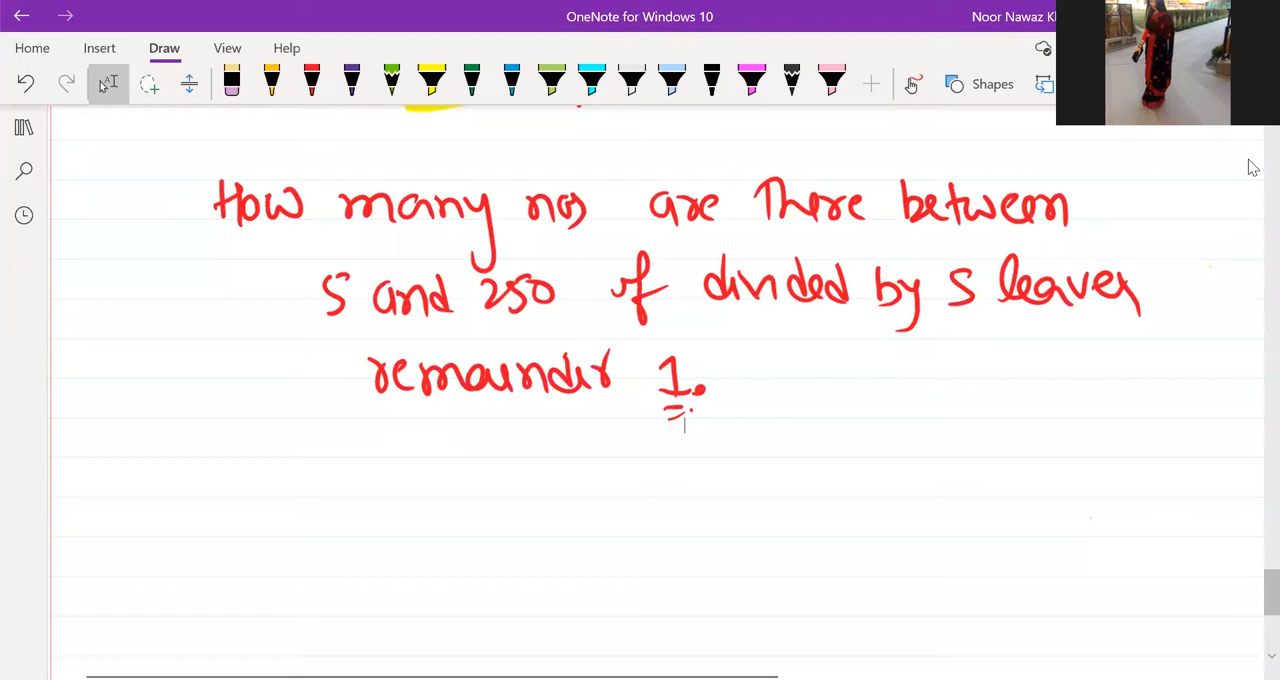 OneNote for Windows 10
Noor Nawaz K
Home Insert Draw View Help
Shapes
How many nos are There between
5 and 250 if divided by 5 leaves
remainder 1.